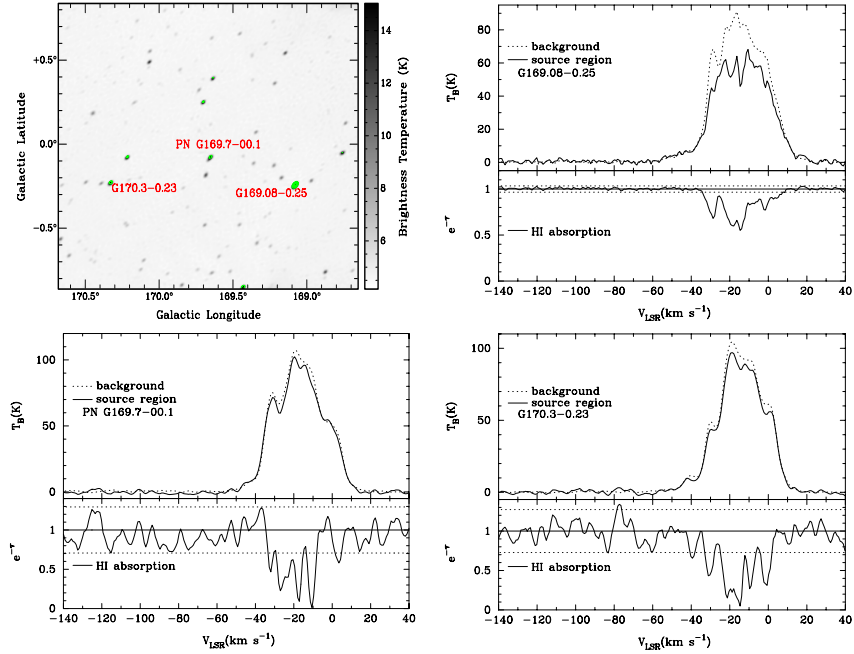 +0.5°
0.0°
−0.5°
Galactic Latitude
PN G169.7−00.1
G170.3−0.23
G169.08−0.25
170.5°
170.0°
169.5°
169.0°
Galactic Longitude
14
12
10
8
6
Brightness Temperature (K)
80
60
40
20
0
T_B(K)
background
source region
G169.08−0.25
1
0.5
0
e^−τ
HI absorption
−140 −120 −100 −80 −60 −40 −20 0 20 40
V_LSR(km s⁻¹)
100
50
0
T_B(K)
background
source region
PN G169.7−00.1
1
0.5
0
e^−τ
HI absorption
−140 −120 −100 −80 −60 −40 −20 0 20 40
V_LSR(km s⁻¹)
100
50
0
T_B(K)
background
source region
G170.3−0.23
1
0.5
0
e^−τ
HI absorption
−140 −120 −100 −80 −60 −40 −20 0 20 40
V_LSR(km s⁻¹)